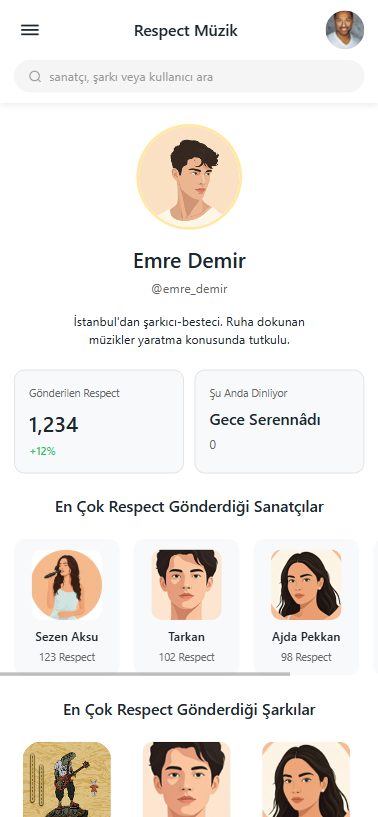 Respect Müzik
sanatçı, şarkı veya kullanıcı ara
Emre Demir
@emre_demir
İstanbul'dan şarkıcı-besteci. Ruha dokunan
müzikler yaratma konusunda tutkulu.
Gönderilen Respect
1,234
+12%
Şu Anda Dinliyor
Gece Serennâdı
0
En Çok Respect Gönderdiği Sanatçılar
Sezen Aksu
123 Respect
Tarkan
102 Respect
Ajda Pekkan
98 Respect
En Çok Respect Gönderdiği Şarkılar